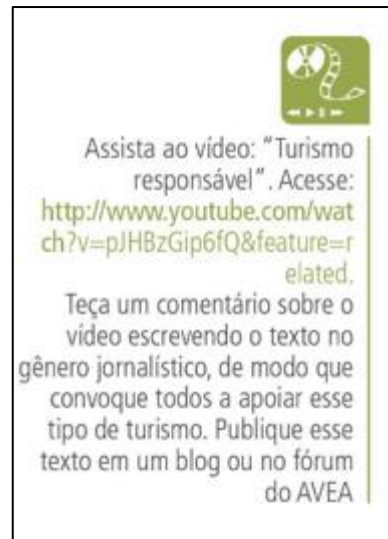 Assista ao vídeo: "Turismo
responsável". Acesse:
http://www.youtube.com/wat
ch?v=pJHBzGip6fQ&feature=r
elated.
Teça um comentário sobre o
vídeo escrevendo o texto no
gênero jornalístico, de modo que
convoque todos a apoiar esse
tipo de turismo. Publique esse
texto em um blog ou no fórum
do AVEA